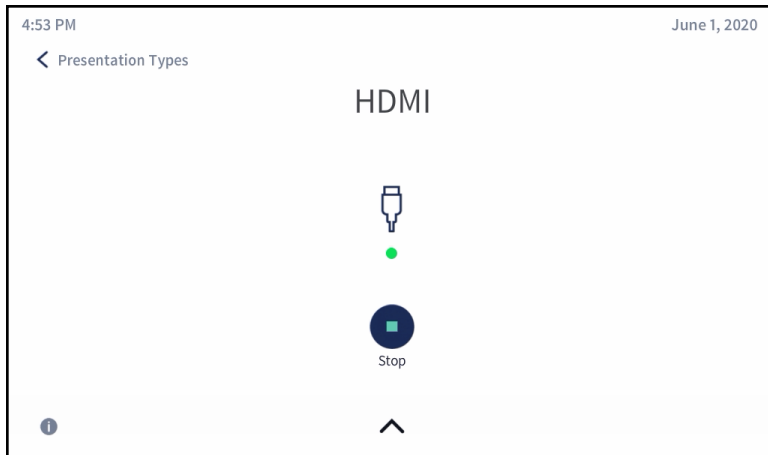 4:53 PM
June 1, 2020
Presentation Types
HDMI
Stop
i